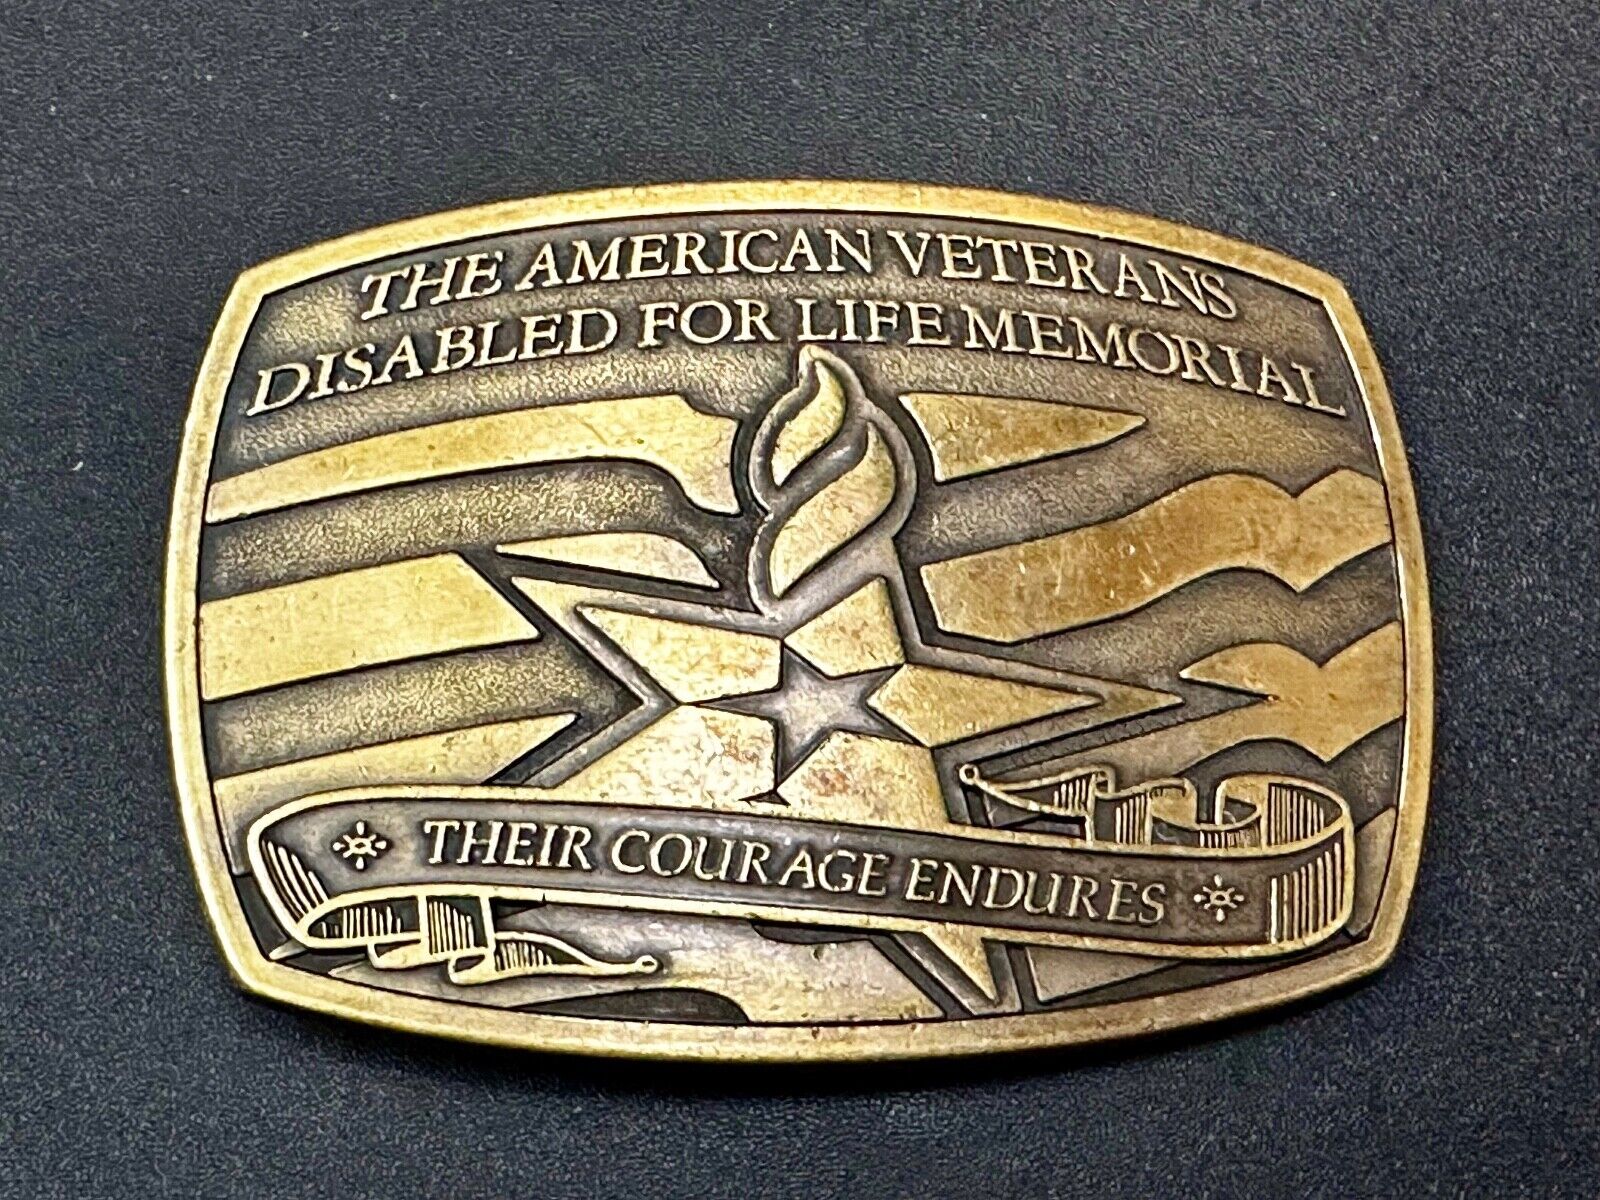 THE AMERICAN VETERANS
DISABLED FOR LIFE MEMORIAL
THEIR COURAGE ENDURES